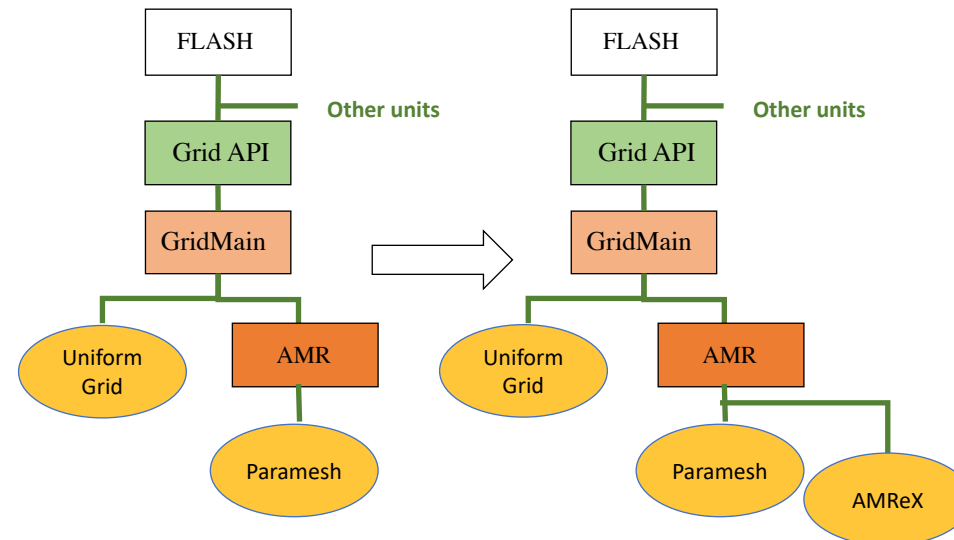 FLASH
Other units
Grid API
GridMain
Uniform
Grid
AMR
Paramesh
FLASH
Other units
Grid API
GridMain
Uniform
Grid
AMR
Paramesh
AMReX